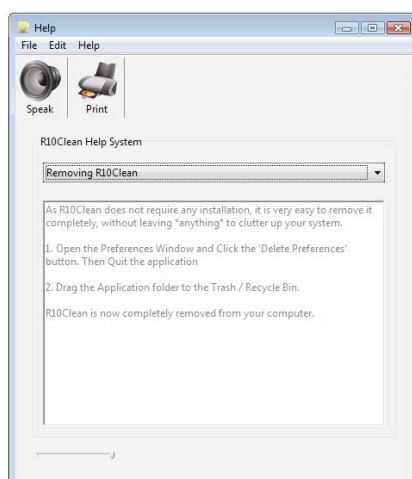 Help
File Edit Help
Speak Print
R10Clean Help System
Removing R10Clean
As R10Clean does not require any installation, it is very easy to remove it
completely, without leaving *anything* to clutter up your system.
1. Open the Preferences Window and Click the 'Delete Preferences'
button. Then Quit the application
2. Drag the Application folder to the Trash / Recycle Bin.
R10Clean is now completely removed from your computer.